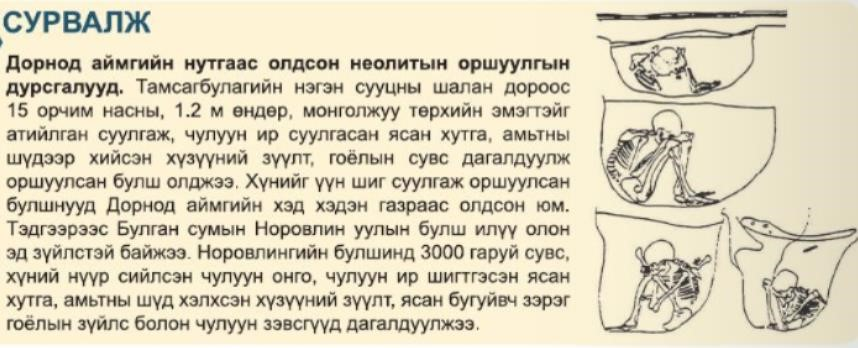 СУРВАЛЖ
Дорнод аймгийн нутгаас олдсон неолитын оршуулгын
дурсгалууд. Тамсагбулагийн нэгэн сууцны шалан дороос
15 орчим насны, 1.2 м өндөр, монголжуу төрхийн эмэгтэйг
атийлган суулгаж, чулуун ир суулгасан ясан хутга, амьтны
шүдээр хийсэн хүзүүний зүүлт, гоёлын сувс дагалдуулж
оршуулсан булш олджээ. Хүнийг үүн шиг суулгаж оршуулсан
булшнууд Дорнод аймгийн хэд хэдэн газраас олдсон юм.
Тэдгээрээс Булган сумын Норовлин уулын булш илүү олон
эд зүйлстэй байжээ. Норовлингийн булшинд 3000 гаруй сувс,
хүний нүүр сийлсэн чулуун онго, чулуун ир шигтгэсэн ясан
хутга, амьтны шүд хэлхсэн хүзүүний зүүлт, ясан бугуйвч зэрэг
гоёлын зүйлс болон чулуун зэвсгүүд дагалдуулжээ.